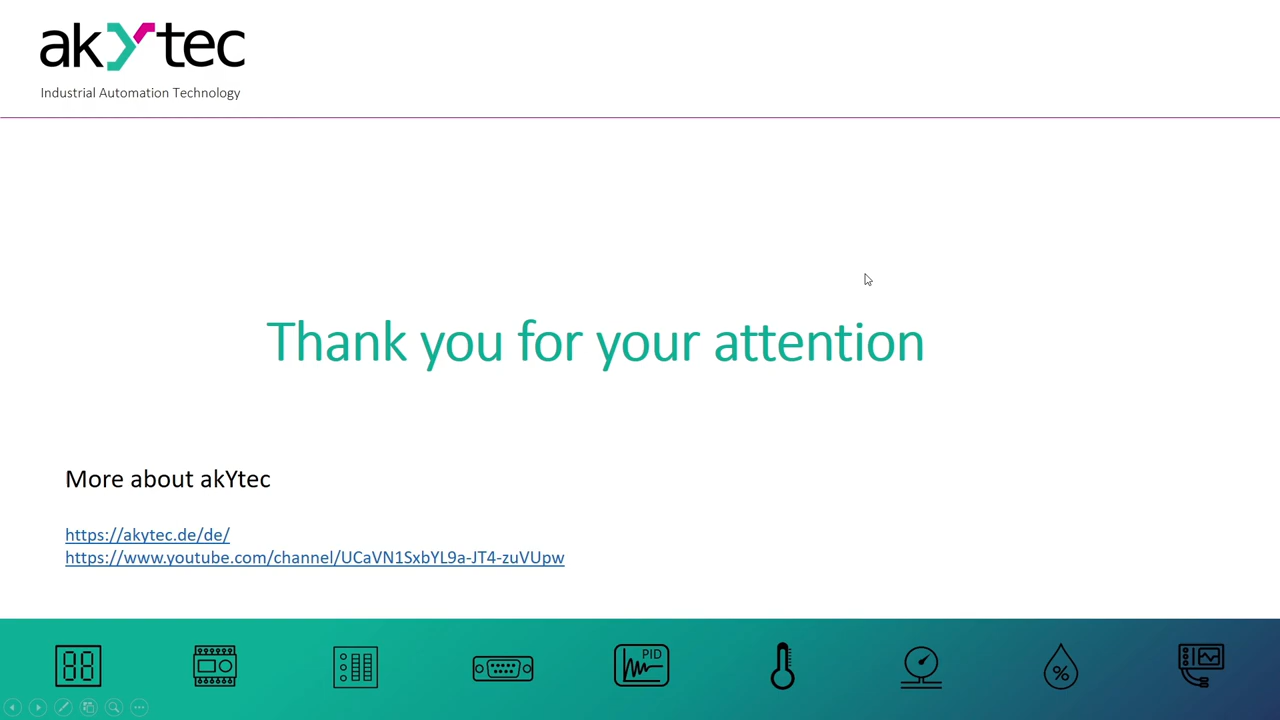 akYtec
Industrial Automation Technology
Thank you for your attention
More about akYtec
https://akytec.de/de/
https://www.youtube.com/channel/UCaVN1SxbYL9a-JT4-zuVUpw
88
PID
%